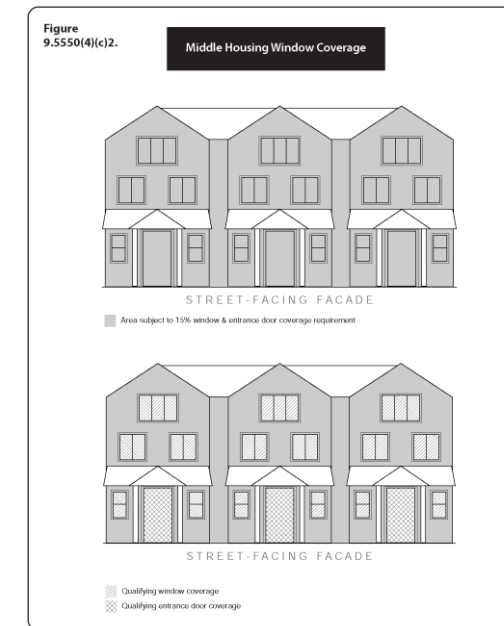 Figure
9.5550(4)(c)2.
Middle Housing Window Coverage
STREET-FACING FACADE
Area subject to 15% window & entrance door coverage requirement
STREET-FACING FACADE
Qualifying window coverage
Qualifying entrance door coverage